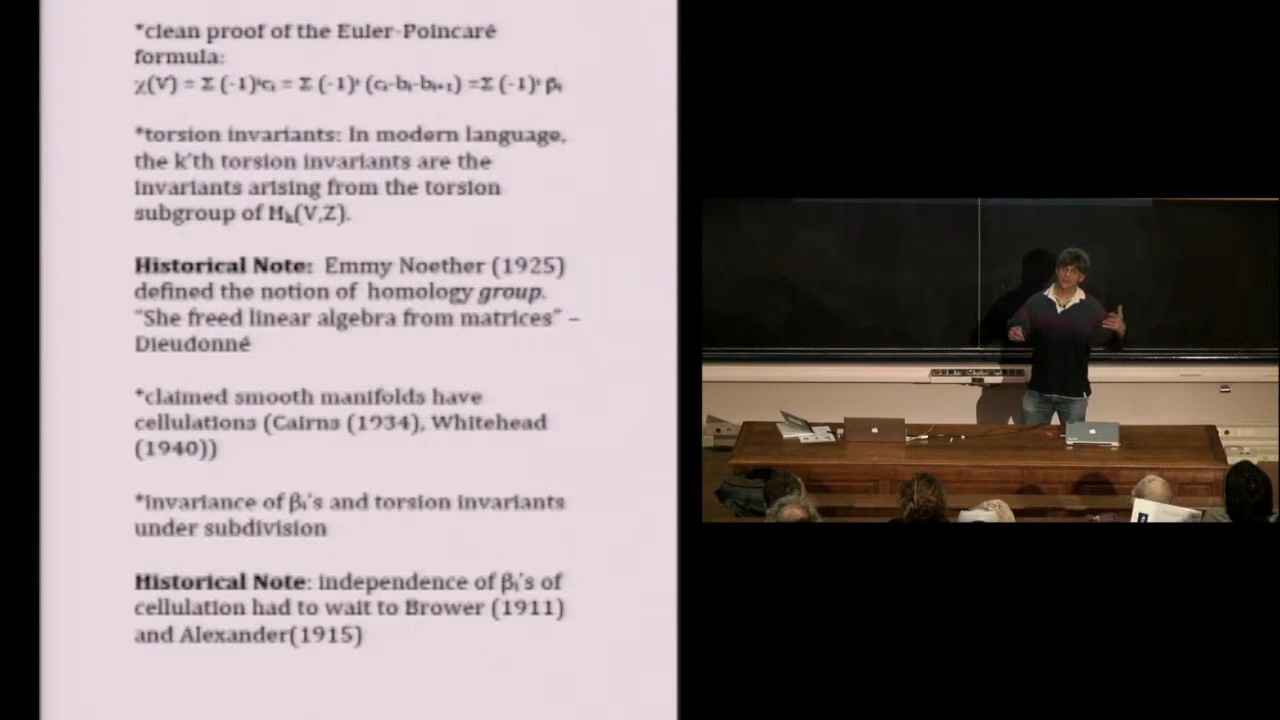 *clean proof of the Euler-Poincaré
formula:
χ(V) = Σ (-1)ⁱcᵢ = Σ (-1)ⁱ (cᵢ-bᵢ-bᵢ₊₁) =Σ (-1)ⁱ βᵢ
*torsion invariants: In modern language,
the k'th torsion invariants are the
invariants arising from the torsion
subgroup of Hₖ(V,Z).
Historical Note: Emmy Noether (1925)
defined the notion of homology group.
"She freed linear algebra from matrices" –
Dieudonné
*claimed smooth manifolds have
cellulations (Cairns (1934), Whitehead
(1940))
*invariance of βᵢ's and torsion invariants
under subdivision
Historical Note: independence of βᵢ's of
cellulation had to wait to Brower (1911)
and Alexander(1915)